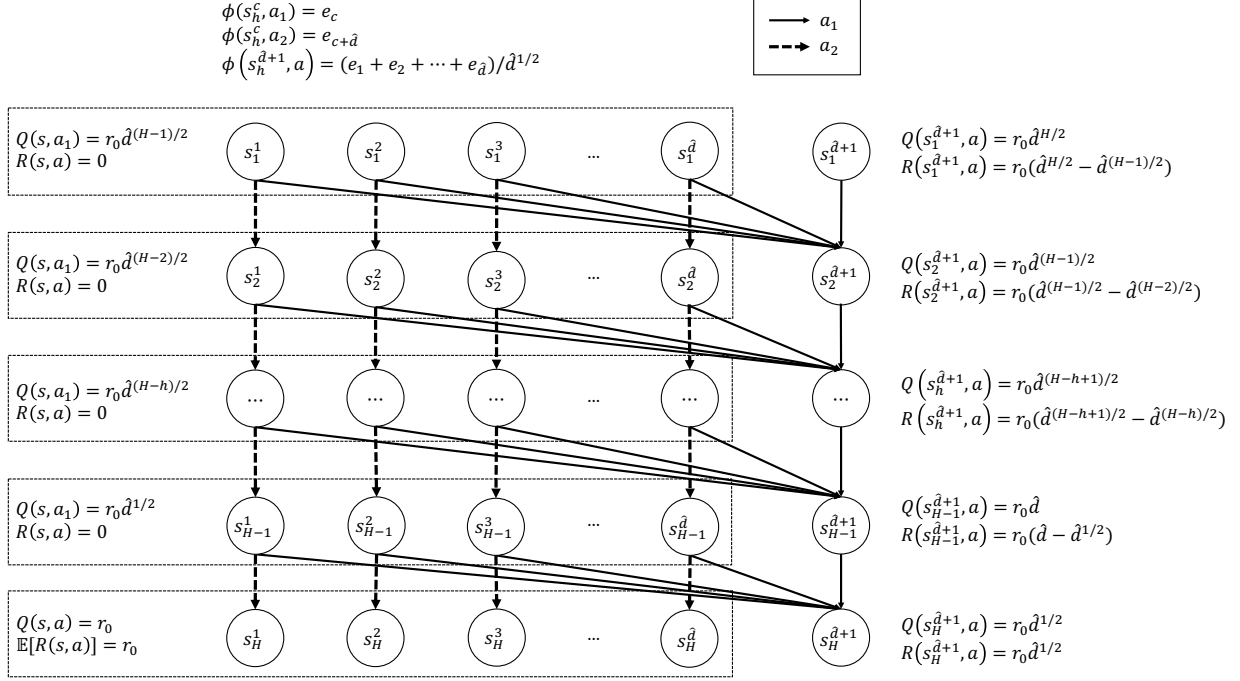 ϕ(s_h^c, a_1) = e_c
ϕ(s_h^c, a_2) = e_{c+d̂}
ϕ(s_h^{d̂+1}, a) = (e_1 + e_2 + ⋯ + e_{d̂})/d̂^{1/2}
a_1
a_2
Q(s, a_1) = r_0 d̂^{(H−1)/2}
R(s, a) = 0
s_1^1 s_1^2 s_1^3 ... s_1^{d̂} s_1^{d̂+1}
Q(s_1^{d̂+1}, a) = r_0 d̂^{H/2}
R(s_1^{d̂+1}, a) = r_0(d̂^{H/2} − d̂^{(H−1)/2})
Q(s, a_1) = r_0 d̂^{(H−2)/2}
R(s, a) = 0
s_2^1 s_2^2 s_2^3 ... s_2^{d̂} s_2^{d̂+1}
Q(s_2^{d̂+1}, a) = r_0 d̂^{(H−1)/2}
R(s_2^{d̂+1}, a) = r_0(d̂^{(H−1)/2} − d̂^{(H−2)/2})
Q(s, a_1) = r_0 d̂^{(H−h)/2}
R(s, a) = 0
... ... ... ... ... ...
Q(s_h^{d̂+1}, a) = r_0 d̂^{(H−h+1)/2}
R(s_h^{d̂+1}, a) = r_0(d̂^{(H−h+1)/2} − d̂^{(H−h)/2})
Q(s, a_1) = r_0 d̂^{1/2}
R(s, a) = 0
s_{H−1}^1 s_{H−1}^2 s_{H−1}^3 ... s_{H−1}^{d̂} s_{H−1}^{d̂+1}
Q(s_{H−1}^{d̂+1}, a) = r_0 d̂
R(s_{H−1}^{d̂+1}, a) = r_0(d̂ − d̂^{1/2})
Q(s, a) = r_0
𝔼[R(s, a)] = r_0
s_H^1 s_H^2 s_H^3 ... s_H^{d̂} s_H^{d̂+1}
Q(s_H^{d̂+1}, a) = r_0 d̂^{1/2}
R(s_H^{d̂+1}, a) = r_0 d̂^{1/2}